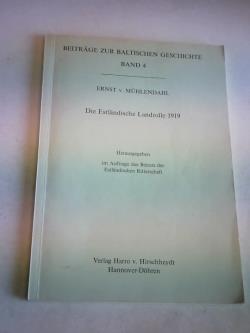 BEITRÄGE ZUR BALTISCHEN GESCHICHTE
BAND 4
ERNST v. MÜHLENDAHL
Die Estländische Landrolle 1919
Herausgegeben
im Auftrage des Beirats der
Estländischen Ritterschaft
Verlag Harro v. Hirschheydt
Hannover-Döhren